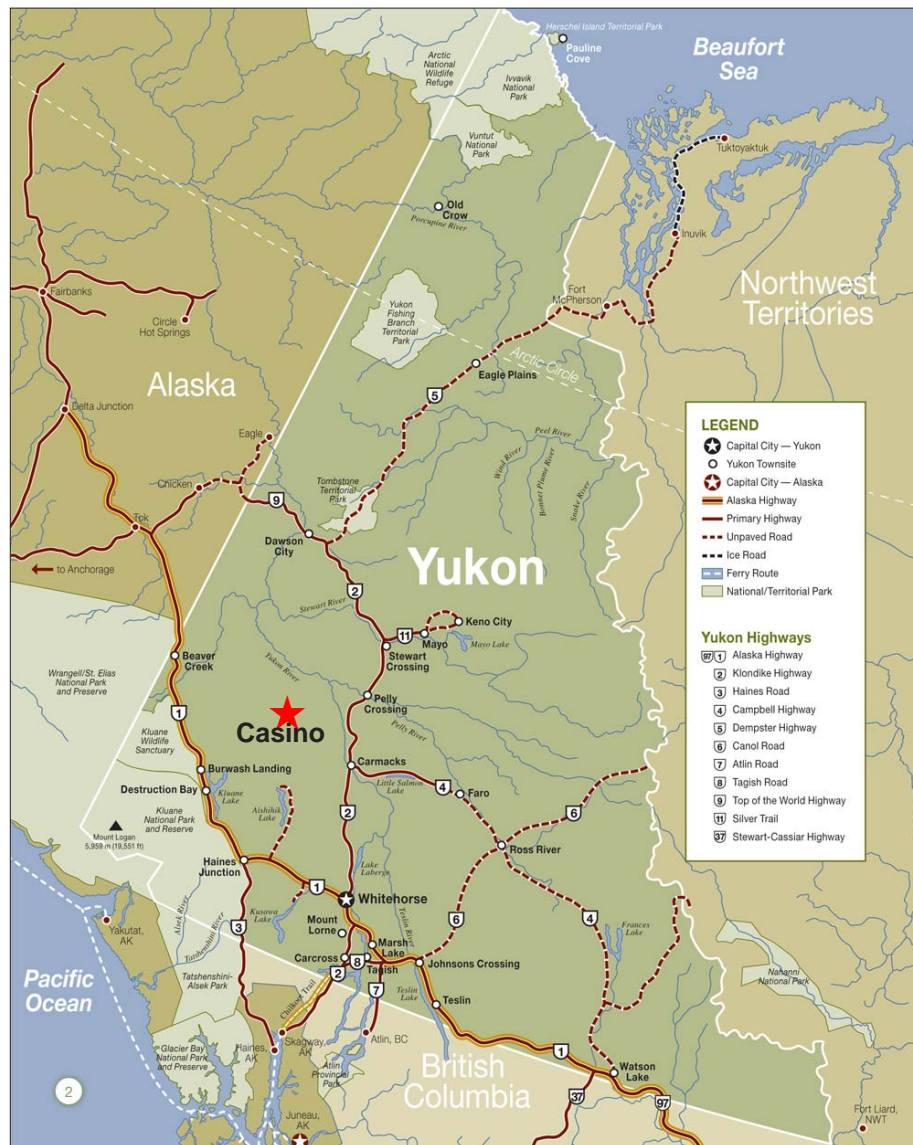 Herschel Island Territorial Park
Pauline
Cove
Beaufort
Sea
Arctic
National
Wildlife
Refuge
Ivvavik
National
Park
Vuntut
National
Park
Tuktoyaktuk
Old
Crow
Porcupine River
Inuvik
Fairbanks
Circle
Hot Springs
Yukon
Fishing
Branch
Territorial
Park
Fort
McPherson
Northwest
Territories
Arctic Circle
Eagle Plains
5
Alaska
Delta Junction
Eagle
Peel River
Wind River
Bonnet Plume River
Snake River
Chicken
Tombstone
Territorial
Park
9
Tok
Dawson
City
to Anchorage
Yukon
2
Stewart River
Keno City
11
Mayo
Mayo Lake
Stewart
Crossing
Beaver
Creek
Yukon River
Wrangell/St. Elias
National Park
and Preserve
Pelly
Crossing
1
Casino
Pelly River
Kluane
Wildlife
Sanctuary
Burwash Landing
Carmacks
Little Salmon
Lake
4
Faro
Destruction Bay
Kluane
Lake
Aishihik
Lake
2
6
Kluane
National Park
and Reserve
Mount Logan
5,959 m (19,551 ft)
Ross River
Haines
Junction
Lake
Laberge
1
Whitehorse
Kusawa
Lake
Alsek River
Tatshenshini River
3
Mount
Lorne
Teslin River
6
4
Frances
Lake
Yakutat,
AK
Marsh
Lake
Carcross
2
8
Tagish
Johnsons Crossing
Pacific
Ocean
Tatshenshini-
Alsek Park
Chilkoot Trail
7
Teslin
Lake
Teslin
Nahanni
National Park
Skagway,
AK
Atlin, BC
Haines,
AK
Glacier Bay
National Park
and Preserve
Atlin
Provincial
Park
British
Columbia
1
Watson
Lake
37
97
2
Juneau,
AK
Fort Liard,
NWT
LEGEND
Capital City — Yukon
Yukon Townsite
Capital City — Alaska
Alaska Highway
Primary Highway
Unpaved Road
Ice Road
Ferry Route
National/Territorial Park
Yukon Highways
97 1 Alaska Highway
2 Klondike Highway
3 Haines Road
4 Campbell Highway
5 Dempster Highway
6 Canol Road
7 Atlin Road
8 Tagish Road
9 Top of the World Highway
11 Silver Trail
37 Stewart-Cassiar Highway